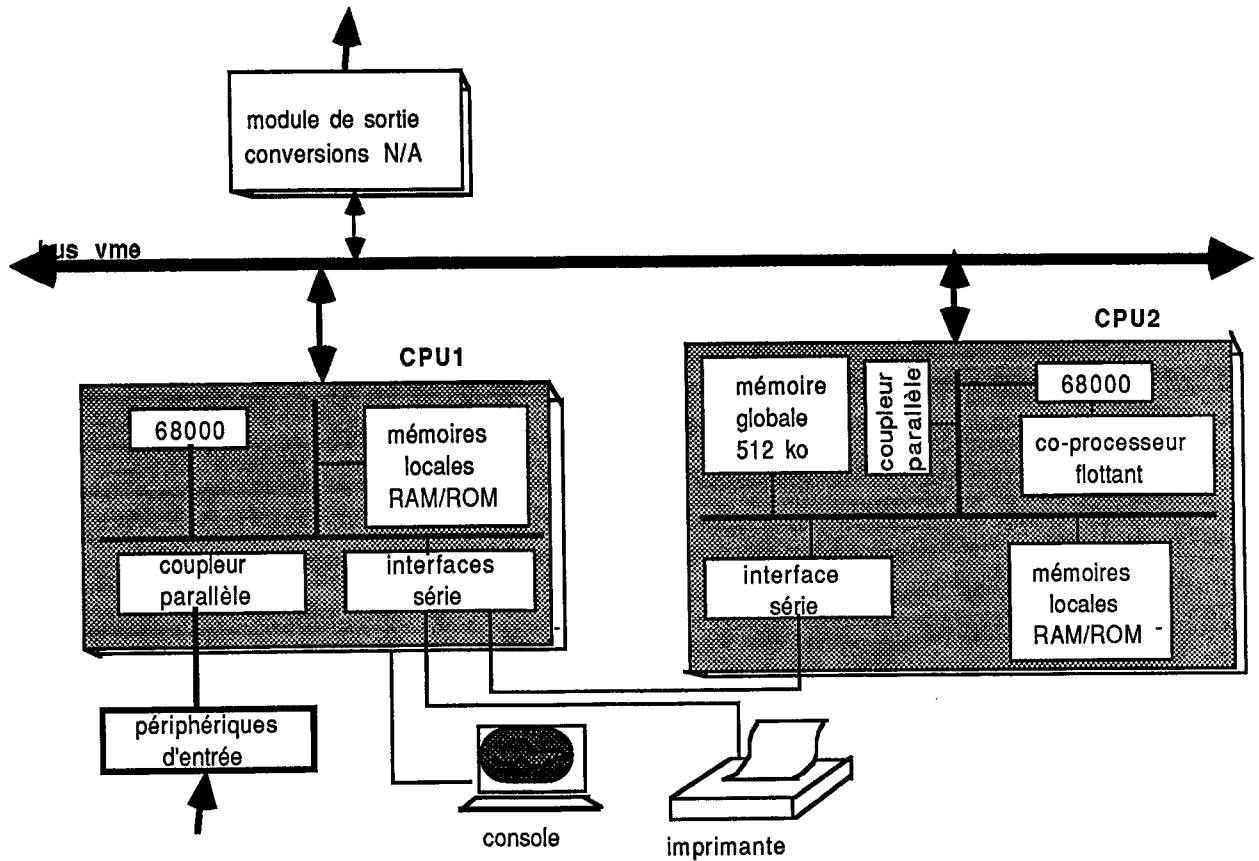 module de sortie
conversions N/A
bus vme
CPU1
68000
mémoires
locales
RAM/ROM
coupleur
parallèle
interfaces
série
périphériques
d'entrée
console
imprimante
CPU2
mémoire
globale
512 ko
coupleur
parallèle
68000
co-processeur
flottant
interface
série
mémoires
locales
RAM/ROM